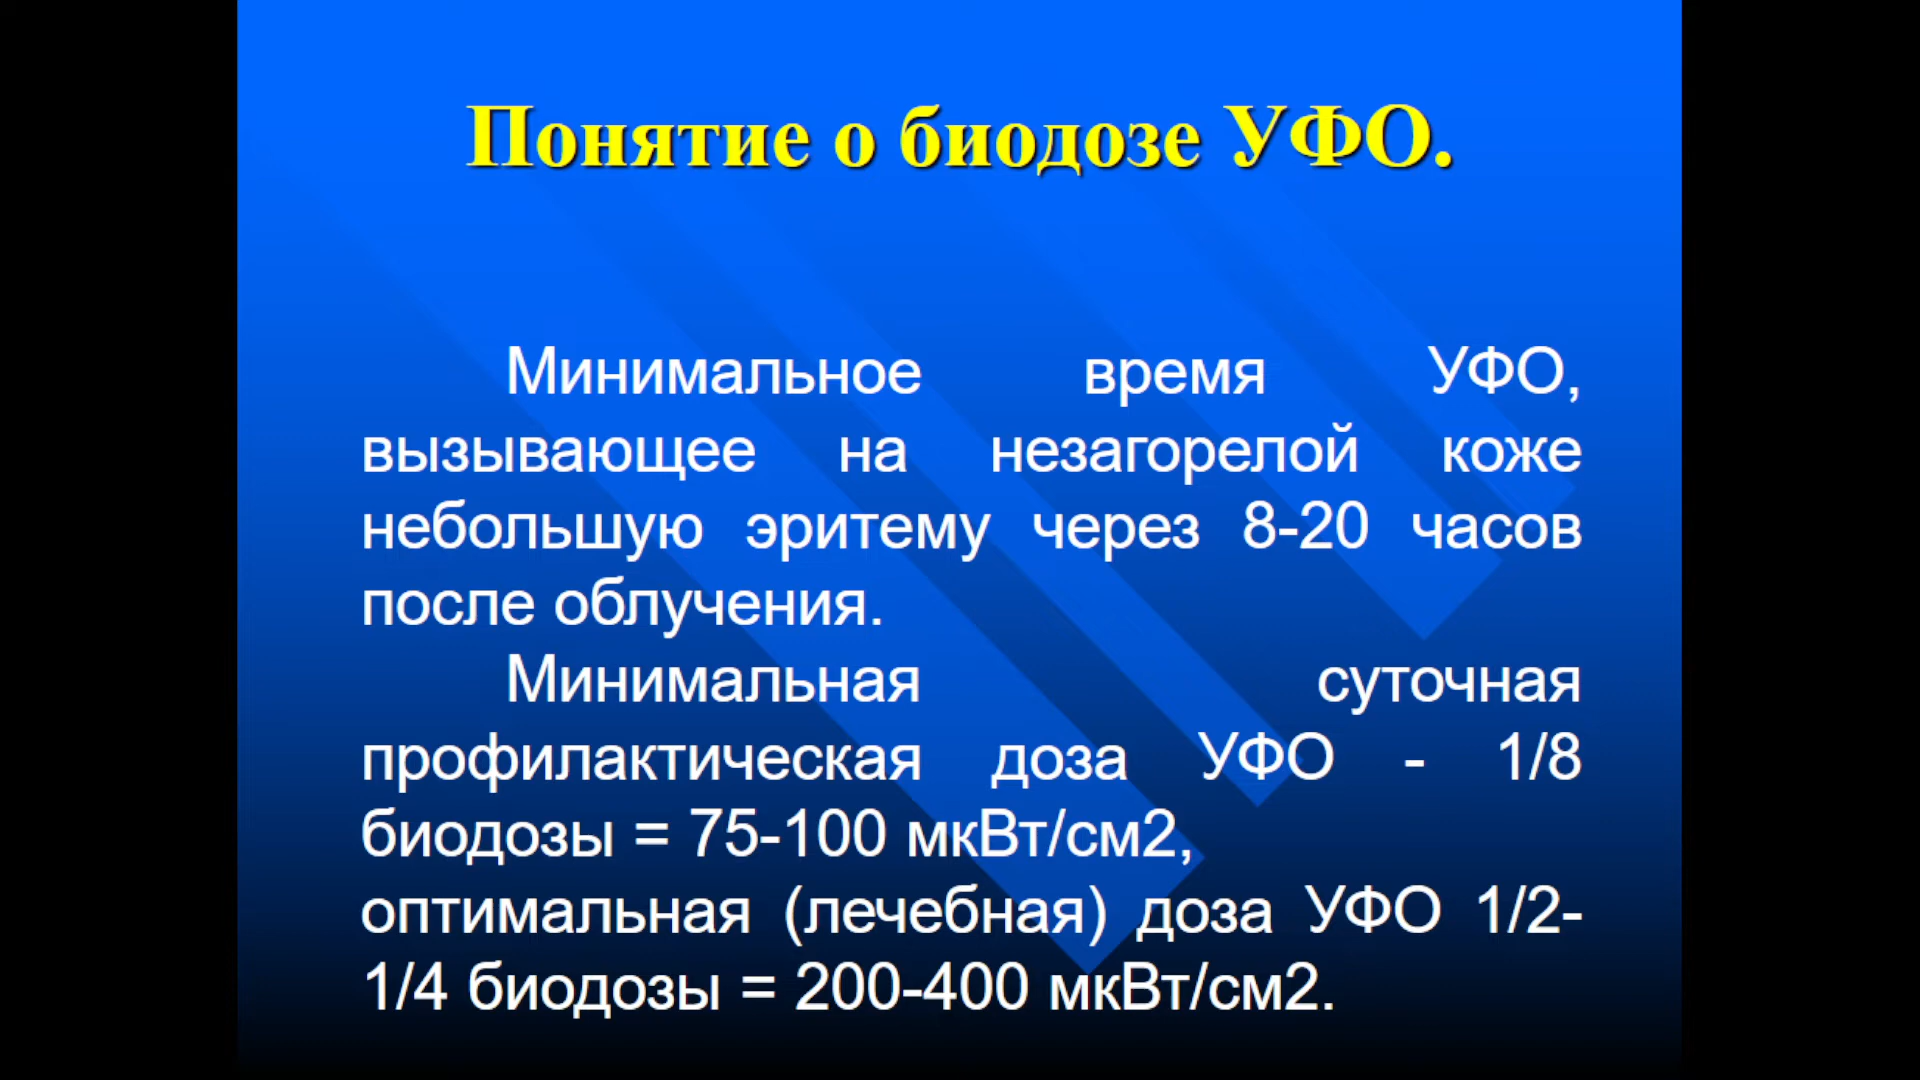 Понятие о биодозе УФО.
Минимальное время УФО,
вызывающее на незагорелой коже
небольшую эритему через 8-20 часов
после облучения.
Минимальная суточная
профилактическая доза УФО - 1/8
биодозы = 75-100 мкВт/см2,
оптимальная (лечебная) доза УФО 1/2-
1/4 биодозы = 200-400 мкВт/см2.